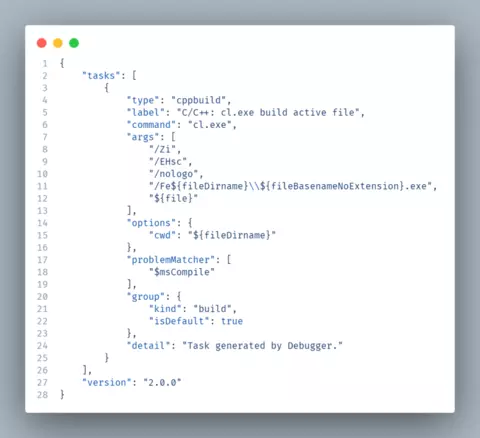 1 {
2     "tasks": [
3         {
4             "type": "cppbuild",
5             "label": "C/C++: cl.exe build active file",
6             "command": "cl.exe",
7             "args": [
8                 "/Zi",
9                 "/EHsc",
10                 "/nologo",
11                 "/Fe${fileDirname}\\${fileBasenameNoExtension}.exe",
12                 "${file}"
13             ],
14             "options": {
15                 "cwd": "${fileDirname}"
16             },
17             "problemMatcher": [
18                 "$msCompile"
19             ],
20             "group": {
21                 "kind": "build",
22                 "isDefault": true
23             },
24             "detail": "Task generated by Debugger."
25         }
26     ],
27     "version": "2.0.0"
28 }